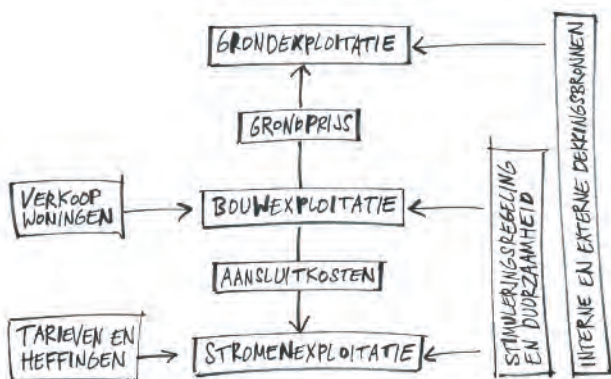 GRONDEXPLOITATIE
GRONDPRIJS
VERKOOP
WONINGEN
BOUWEXPLOITATIE
AANSLUITKOSTEN
TARIEVEN EN
HEFFINGEN
STROMENEXPLOITATIE
STIMULERINGSREGELING
EN DUURZAAMHEID
INTERNE EN EXTERNE DEKKINGSBRONNEN